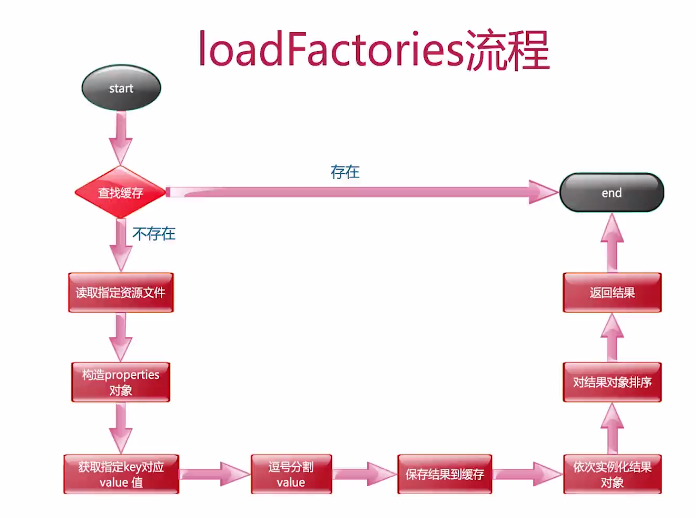 loadFactories流程
start
查找缓存
存在
end
不存在
读取指定资源文件
构造properties
对象
获取指定key对应
value 值
逗号分割
value
保存结果到缓存
依次实例化结果
对象
对结果对象排序
返回结果